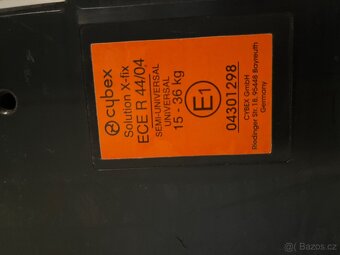 cybex
Solution X-fix
ECE R 44/04
SEMI-UNIVERSAL
UNIVERSAL
15 - 36 kg
E1
04301298
CYBEX GmbH
Riedinger Str. 18, 95448 Bayreuth
Germany
Bazos.cz